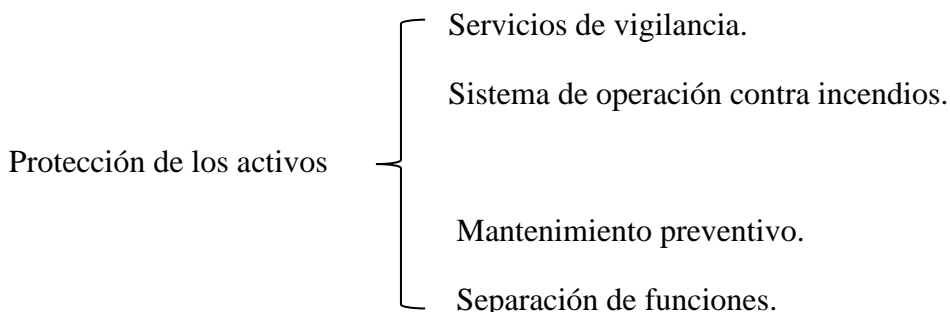 Servicios de vigilancia.
Sistema de operación contra incendios.
Protección de los activos
Mantenimiento preventivo.
Separación de funciones.